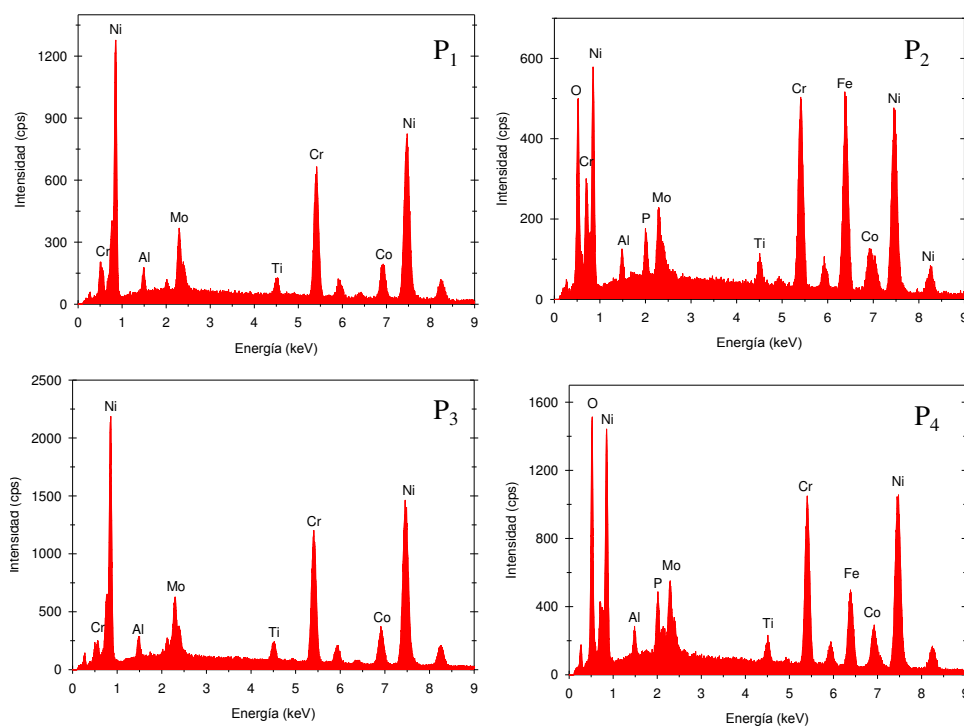 P1
Intensidad (cps)
1300
900
600
300
0
Ni
Cr
Al
Mo
Ti
Cr
Co
Ni
0 1 2 3 4 5 6 7 8 9
Energía (keV)
P2
Intensidad (cps)
600
400
200
0
O
Ni
Cr
Al
P
Mo
Ti
Cr
Fe
Co
Ni
Ni
0 1 2 3 4 5 6 7 8 9
Energía (keV)
P3
Intensidad (cps)
2500
2000
1500
1000
500
0
Ni
Cr
Al
Mo
Ti
Cr
Co
Ni
0 1 2 3 4 5 6 7 8 9
Energía (keV)
P4
Intensidad (cps)
1600
1200
800
400
0
O
Ni
Al
P
Mo
Ti
Cr
Fe
Co
Ni
0 1 2 3 4 5 6 7 8 9
Energía (keV)